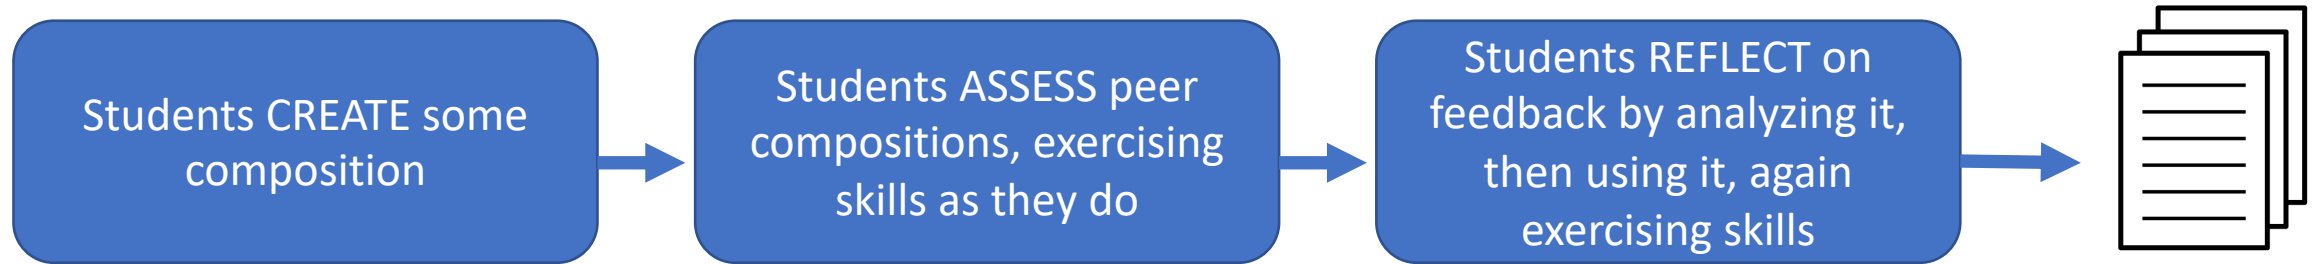 Students CREATE some
composition
Students ASSESS peer
compositions, exercising
skills as they do
Students REFLECT on
feedback by analyzing it,
then using it, again
exercising skills